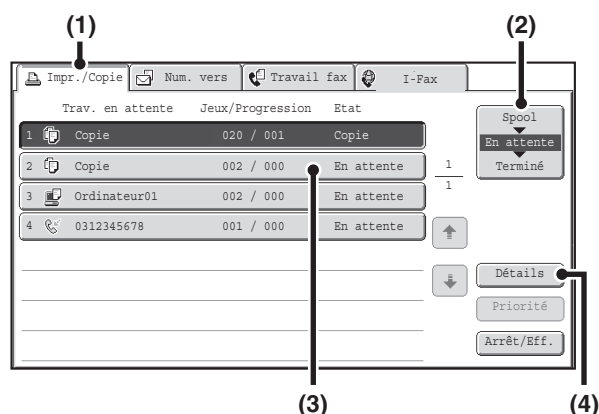 (1) (2)
Impr./Copie Num. vers Travail fax I-Fax
Trav. en attente Jeux/Progression Etat
1 Copie 020 / 001 Copie
2 Copie 002 / 000 En attente
3 Ordinateur01 002 / 000 En attente
4 0312345678 001 / 000 En attente
1
1
Spool
En attente
Terminé
Détails
Priorité
Arrêt/Eff.
(3) (4)